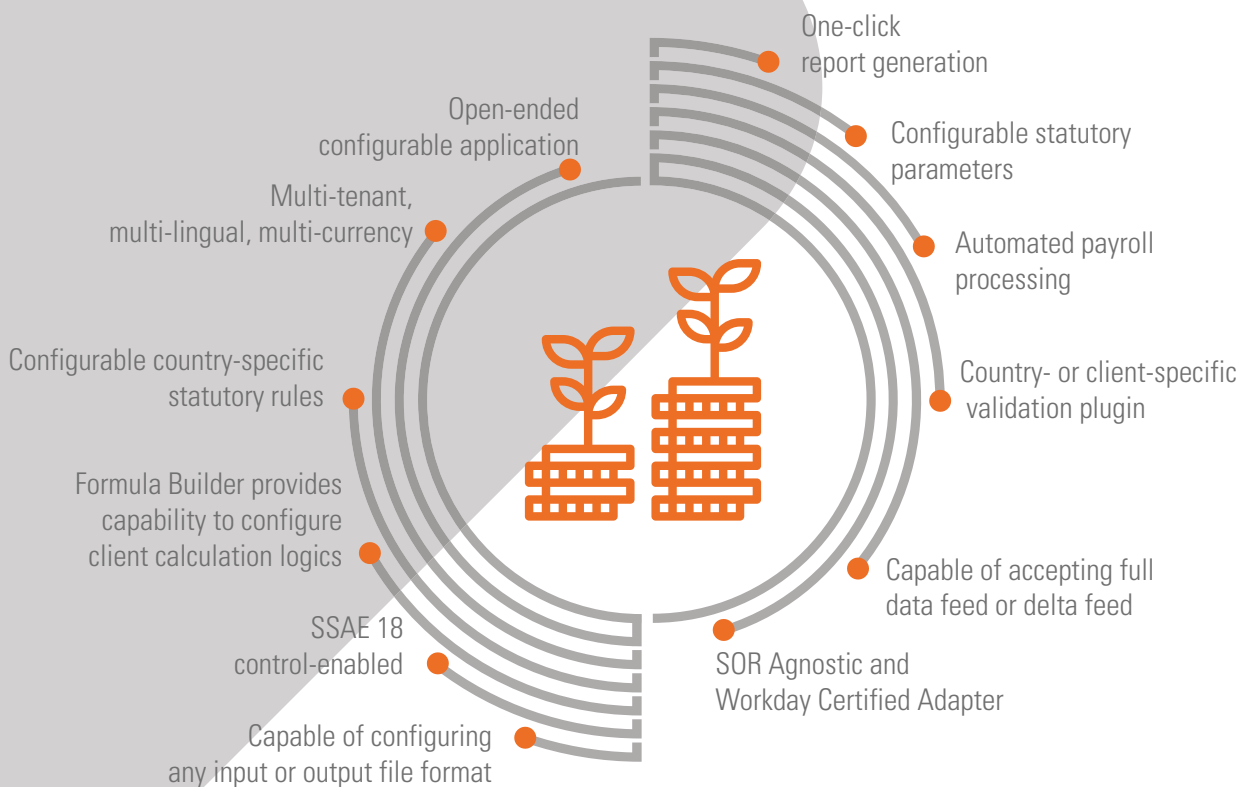 One-click
report generation
Configurable statutory
parameters
Automated payroll
processing
Country- or client-specific
validation plugin
Capable of accepting full
data feed or delta feed
SOR Agnostic and
Workday Certified Adapter
Open-ended
configurable application
Multi-tenant,
multi-lingual, multi-currency
Configurable country-specific
statutory rules
Formula Builder provides
capability to configure
client calculation logics
SSAE 18
control-enabled
Capable of configuring
any input or output file format